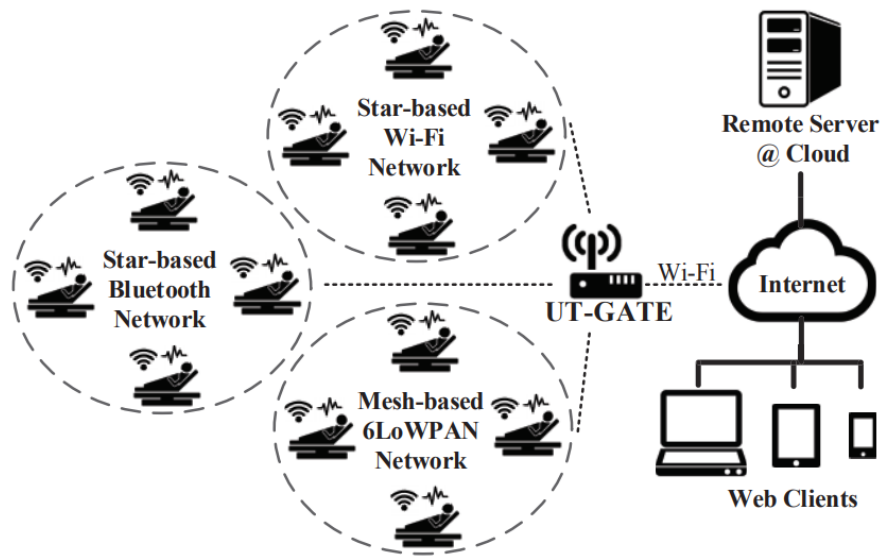 Star-based
Wi-Fi
Network
Star-based
Bluetooth
Network
Mesh-based
6LoWPAN
Network
UT-GATE
Wi-Fi
Remote Server
@ Cloud
Internet
Web Clients